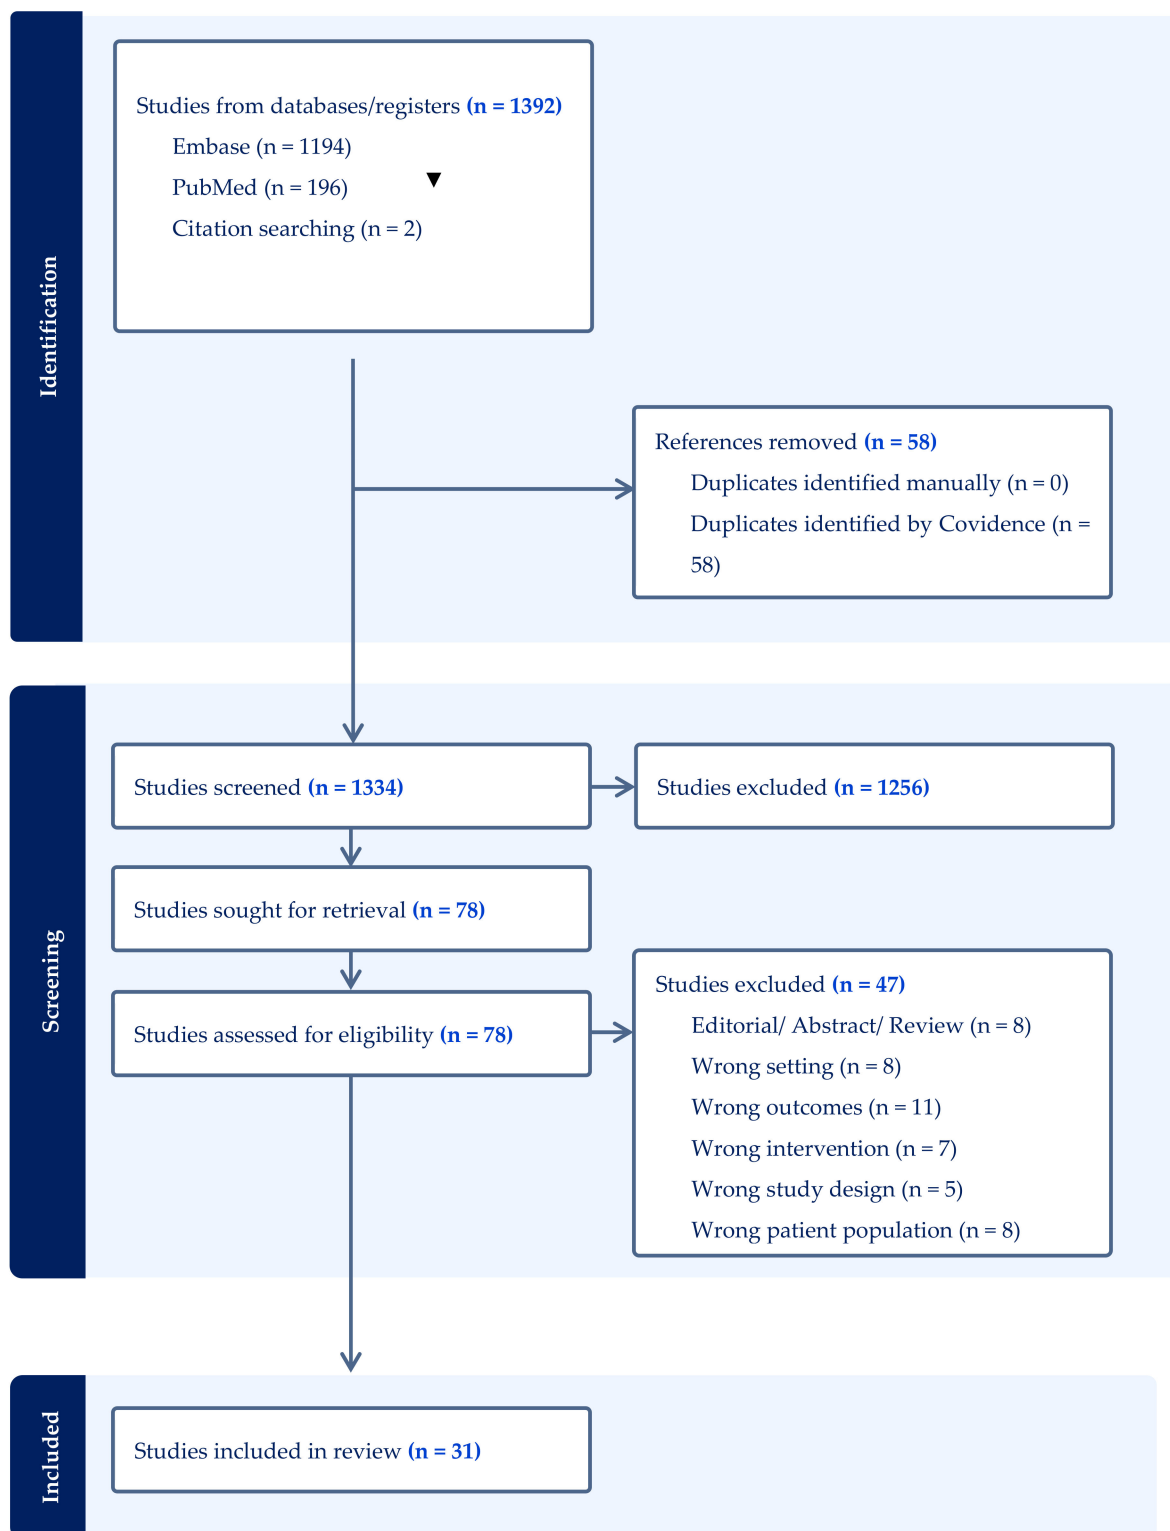 Identification
Studies from databases/registers (n = 1392)
Embase (n = 1194)
PubMed (n = 196)
Citation searching (n = 2)
References removed (n = 58)
Duplicates identified manually (n = 0)
Duplicates identified by Covidence (n =
58)
Screening
Studies screened (n = 1334)
Studies excluded (n = 1256)
Studies sought for retrieval (n = 78)
Studies assessed for eligibility (n = 78)
Studies excluded (n = 47)
Editorial/ Abstract/ Review (n = 8)
Wrong setting (n = 8)
Wrong outcomes (n = 11)
Wrong intervention (n = 7)
Wrong study design (n = 5)
Wrong patient population (n = 8)
Included
Studies included in review (n = 31)